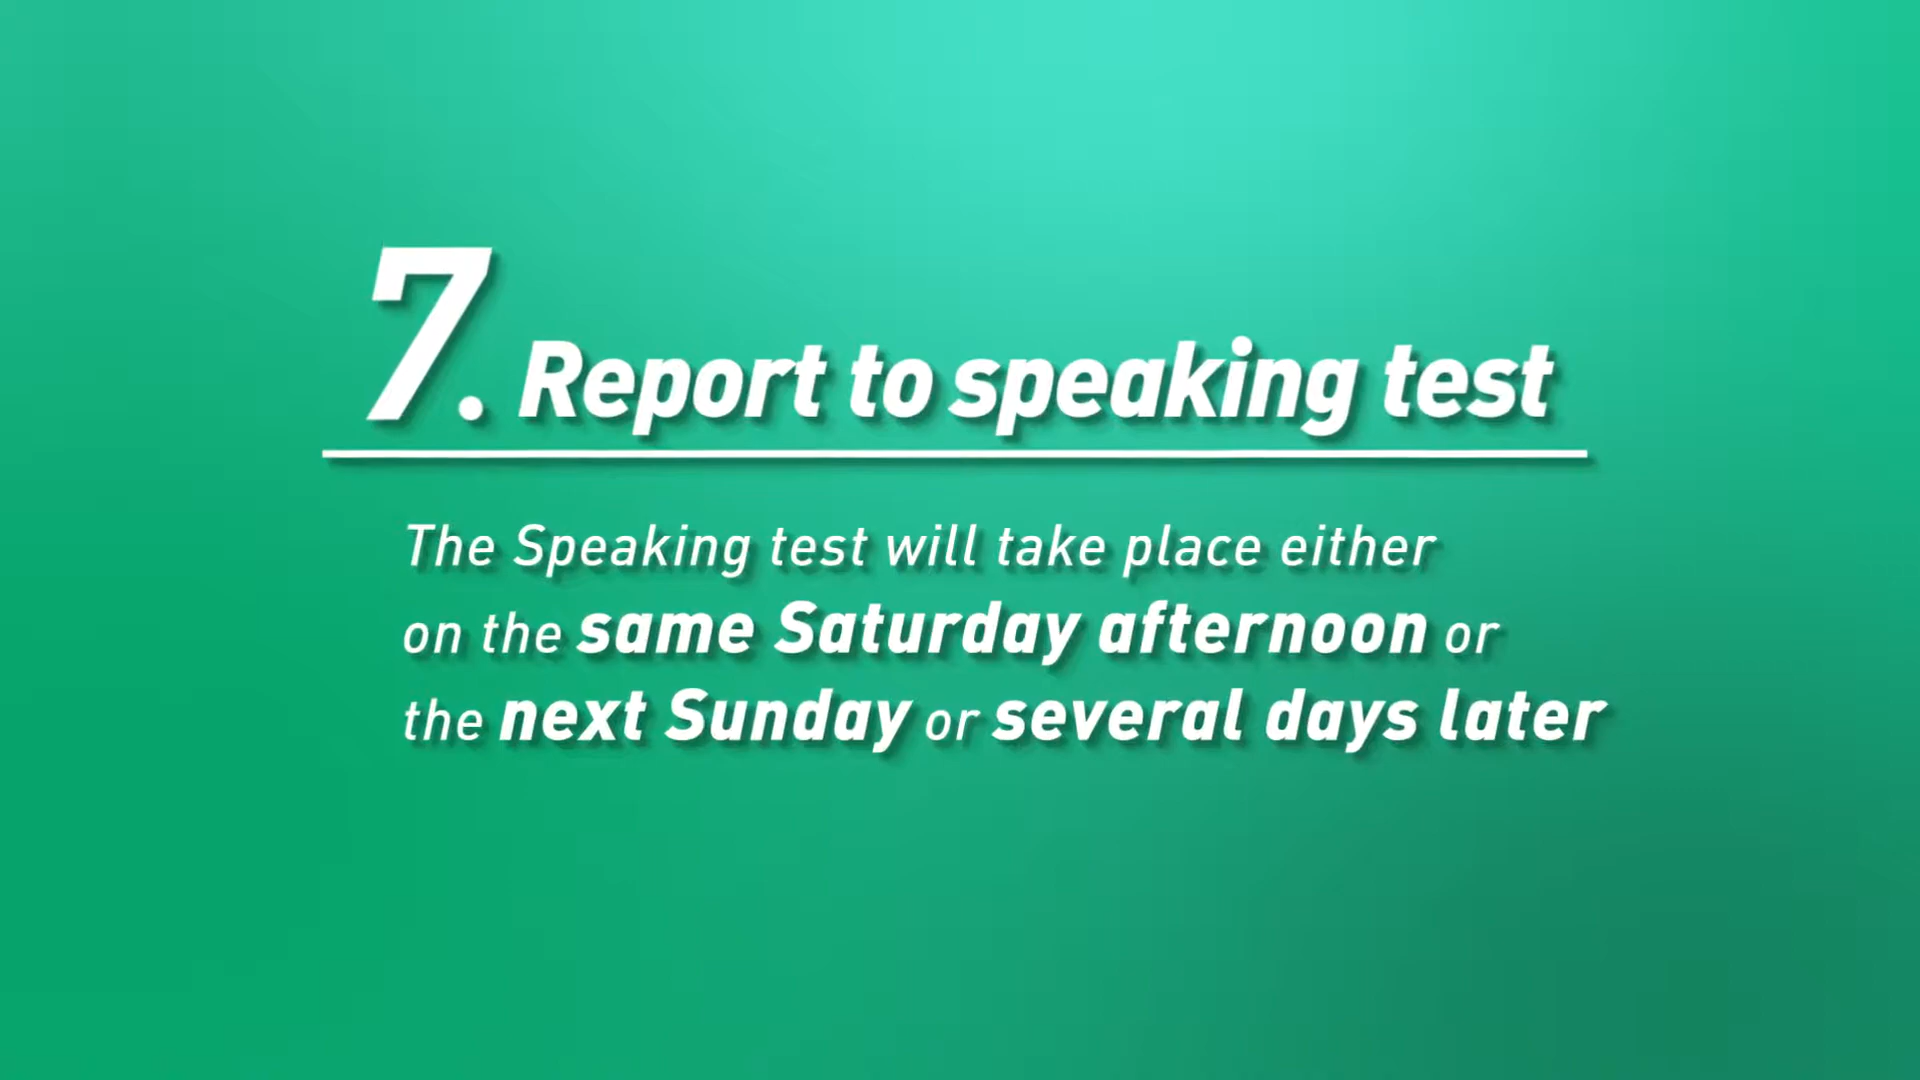 7. Report to speaking test
The Speaking test will take place either
on the same Saturday afternoon or
the next Sunday or several days later